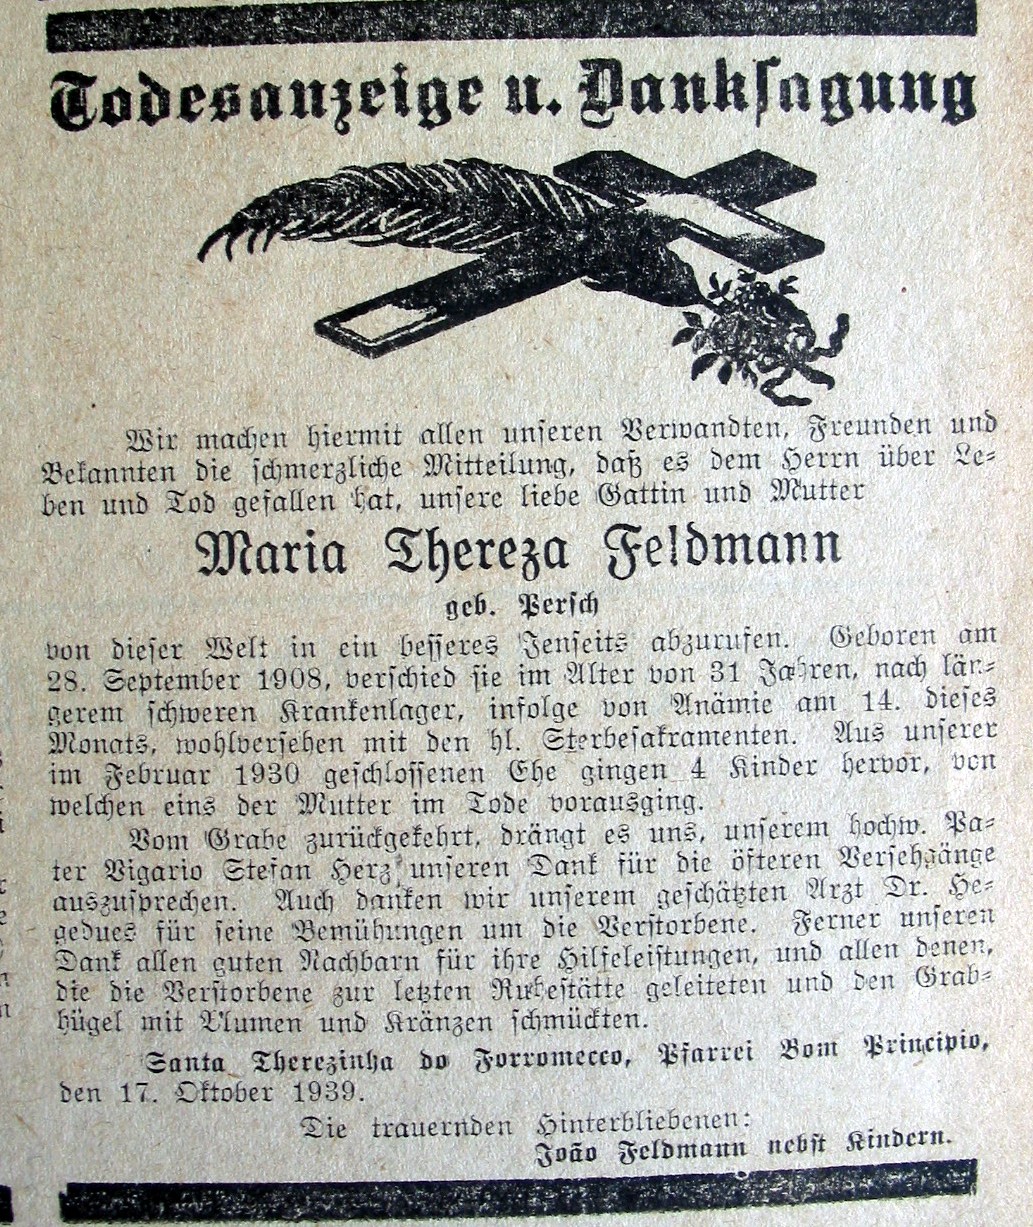 Todesanzeige u. Danksagung
Wir machen hiermit allen unseren Verwandten, Freunden und
Bekannten die schmerzliche Mitteilung, daß es dem Herrn über Le-
ben und Tod gefallen hat, unsere liebe Gattin und Mutter
Maria Thereza Feldmann
geb. Persch
von dieser Welt in ein besseres Jenseits abzurufen. Geboren am
28. September 1908, verschied sie im Alter von 31 Jahren, nach län-
gerem schweren Krankenlager, infolge von Anämie am 14. dieses
Monats, wohlversehen mit den hl. Sterbesakramenten. Aus unserer
im Februar 1930 geschlossenen Ehe gingen 4 Kinder hervor, von
welchen eins der Mutter im Tode vorausging.
Vom Grabe zurückgekehrt, drängt es uns, unserem hochw. Pa-
ter Vigario Stefan Herz unseren Dank für die öfteren Versehgänge
auszusprechen. Auch danken wir unserem geschätzten Arzt Dr. He-
gedues für seine Bemühungen um die Verstorbene. Ferner unseren
Dank allen guten Nachbarn für ihre Hilfeleistungen, und allen denen,
die die Verstorbene zur letzten Ruhestätte geleiteten und den Grab-
hügel mit Blumen und Kränzen schmückten.
Santa Therezinha do Forromecco, Pfarrei Bom Principio,
den 17. Oktober 1939.
Die trauernden Hinterbliebenen:
João Feldmann nebst Kindern.